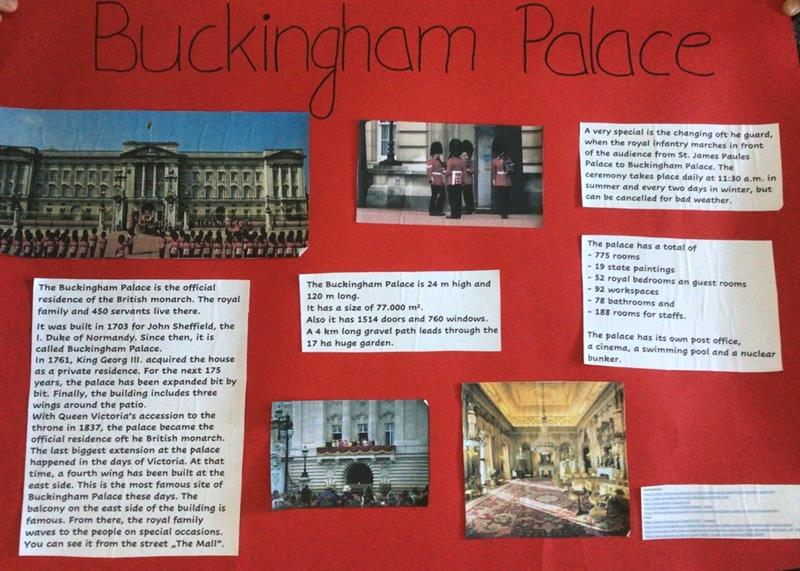 Buckingham Palace
A very special is the changing oft he guard,
when the royal infantry marches in front
of the audience from St. James Paules
Palace to Buckingham Palace. The
ceremony takes place daily at 11:30 a.m. in
summer and every two days in winter, but
can be cancelled for bad weather.
The palace has a total of
- 775 rooms
- 19 state paintings
- 52 royal bedrooms an guest rooms
- 92 workspaces
- 78 bathrooms and
- 188 rooms for staffs.
The palace has its own post office,
a cinema, a swimming pool and a nuclear
bunker.
The Buckingham Palace is 24 m high and
120 m long.
It has a size of 77.000 m².
Also it has 1514 doors and 760 windows.
A 4 km long gravel path leads through the
17 ha huge garden.
The Buckingham Palace is the official
residence of the British monarch. The royal
family and 450 servants live there.
It was built in 1703 for John Sheffield, the
I. Duke of Normandy. Since then, it is
called Buckingham Palace.
In 1761, King Georg III. acquired the house
as a private residence. For the next 175
years, the palace has been expanded bit by
bit. Finally, the building includes three
wings around the patio.
With Queen Victoria's accession to the
throne in 1837, the palace became the
official residence oft he British monarch.
The last biggest extension at the palace
happened in the days of Victoria. At that
time, a fourth wing has been built at the
east side. This is the most famous site of
Buckingham Palace these days. The
balcony on the east side of the building is
famous. From there, the royal family
waves to the people on special occasions.
You can see it from the street „The Mall".